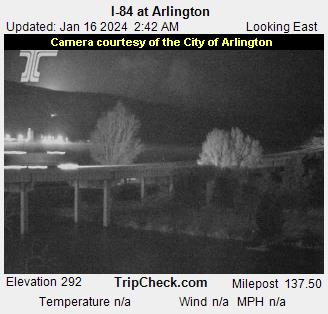 I-84 at Arlington
Updated: Jan 16 2024 2:42 AM Looking East
Camera courtesy of the City of Arlington
Elevation 292 TripCheck.com Milepost 137.50
Temperature n/a Wind n/a MPH n/a